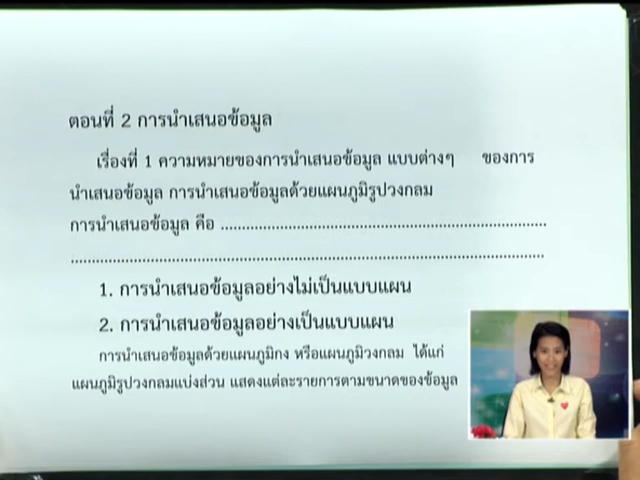 ตอนที่ 2 การนำเสนอข้อมูล
เรื่องที่ 1 ความหมายของการนำเสนอข้อมูล แบบต่างๆ ของการ
นำเสนอข้อมูล การนำเสนอข้อมูลด้วยแผนภูมิรูปวงกลม
การนำเสนอข้อมูล คือ ..................................................................................
...............................................................................................................
1. การนำเสนอข้อมูลอย่างไม่เป็นแบบแผน
2. การนำเสนอข้อมูลอย่างเป็นแบบแผน
การนำเสนอข้อมูลด้วยแผนภูมิกง หรือแผนภูมิวงกลม ได้แก่
แผนภูมิรูปวงกลมแบ่งส่วน แสดงแต่ละรายการตามขนาดของข้อมูล